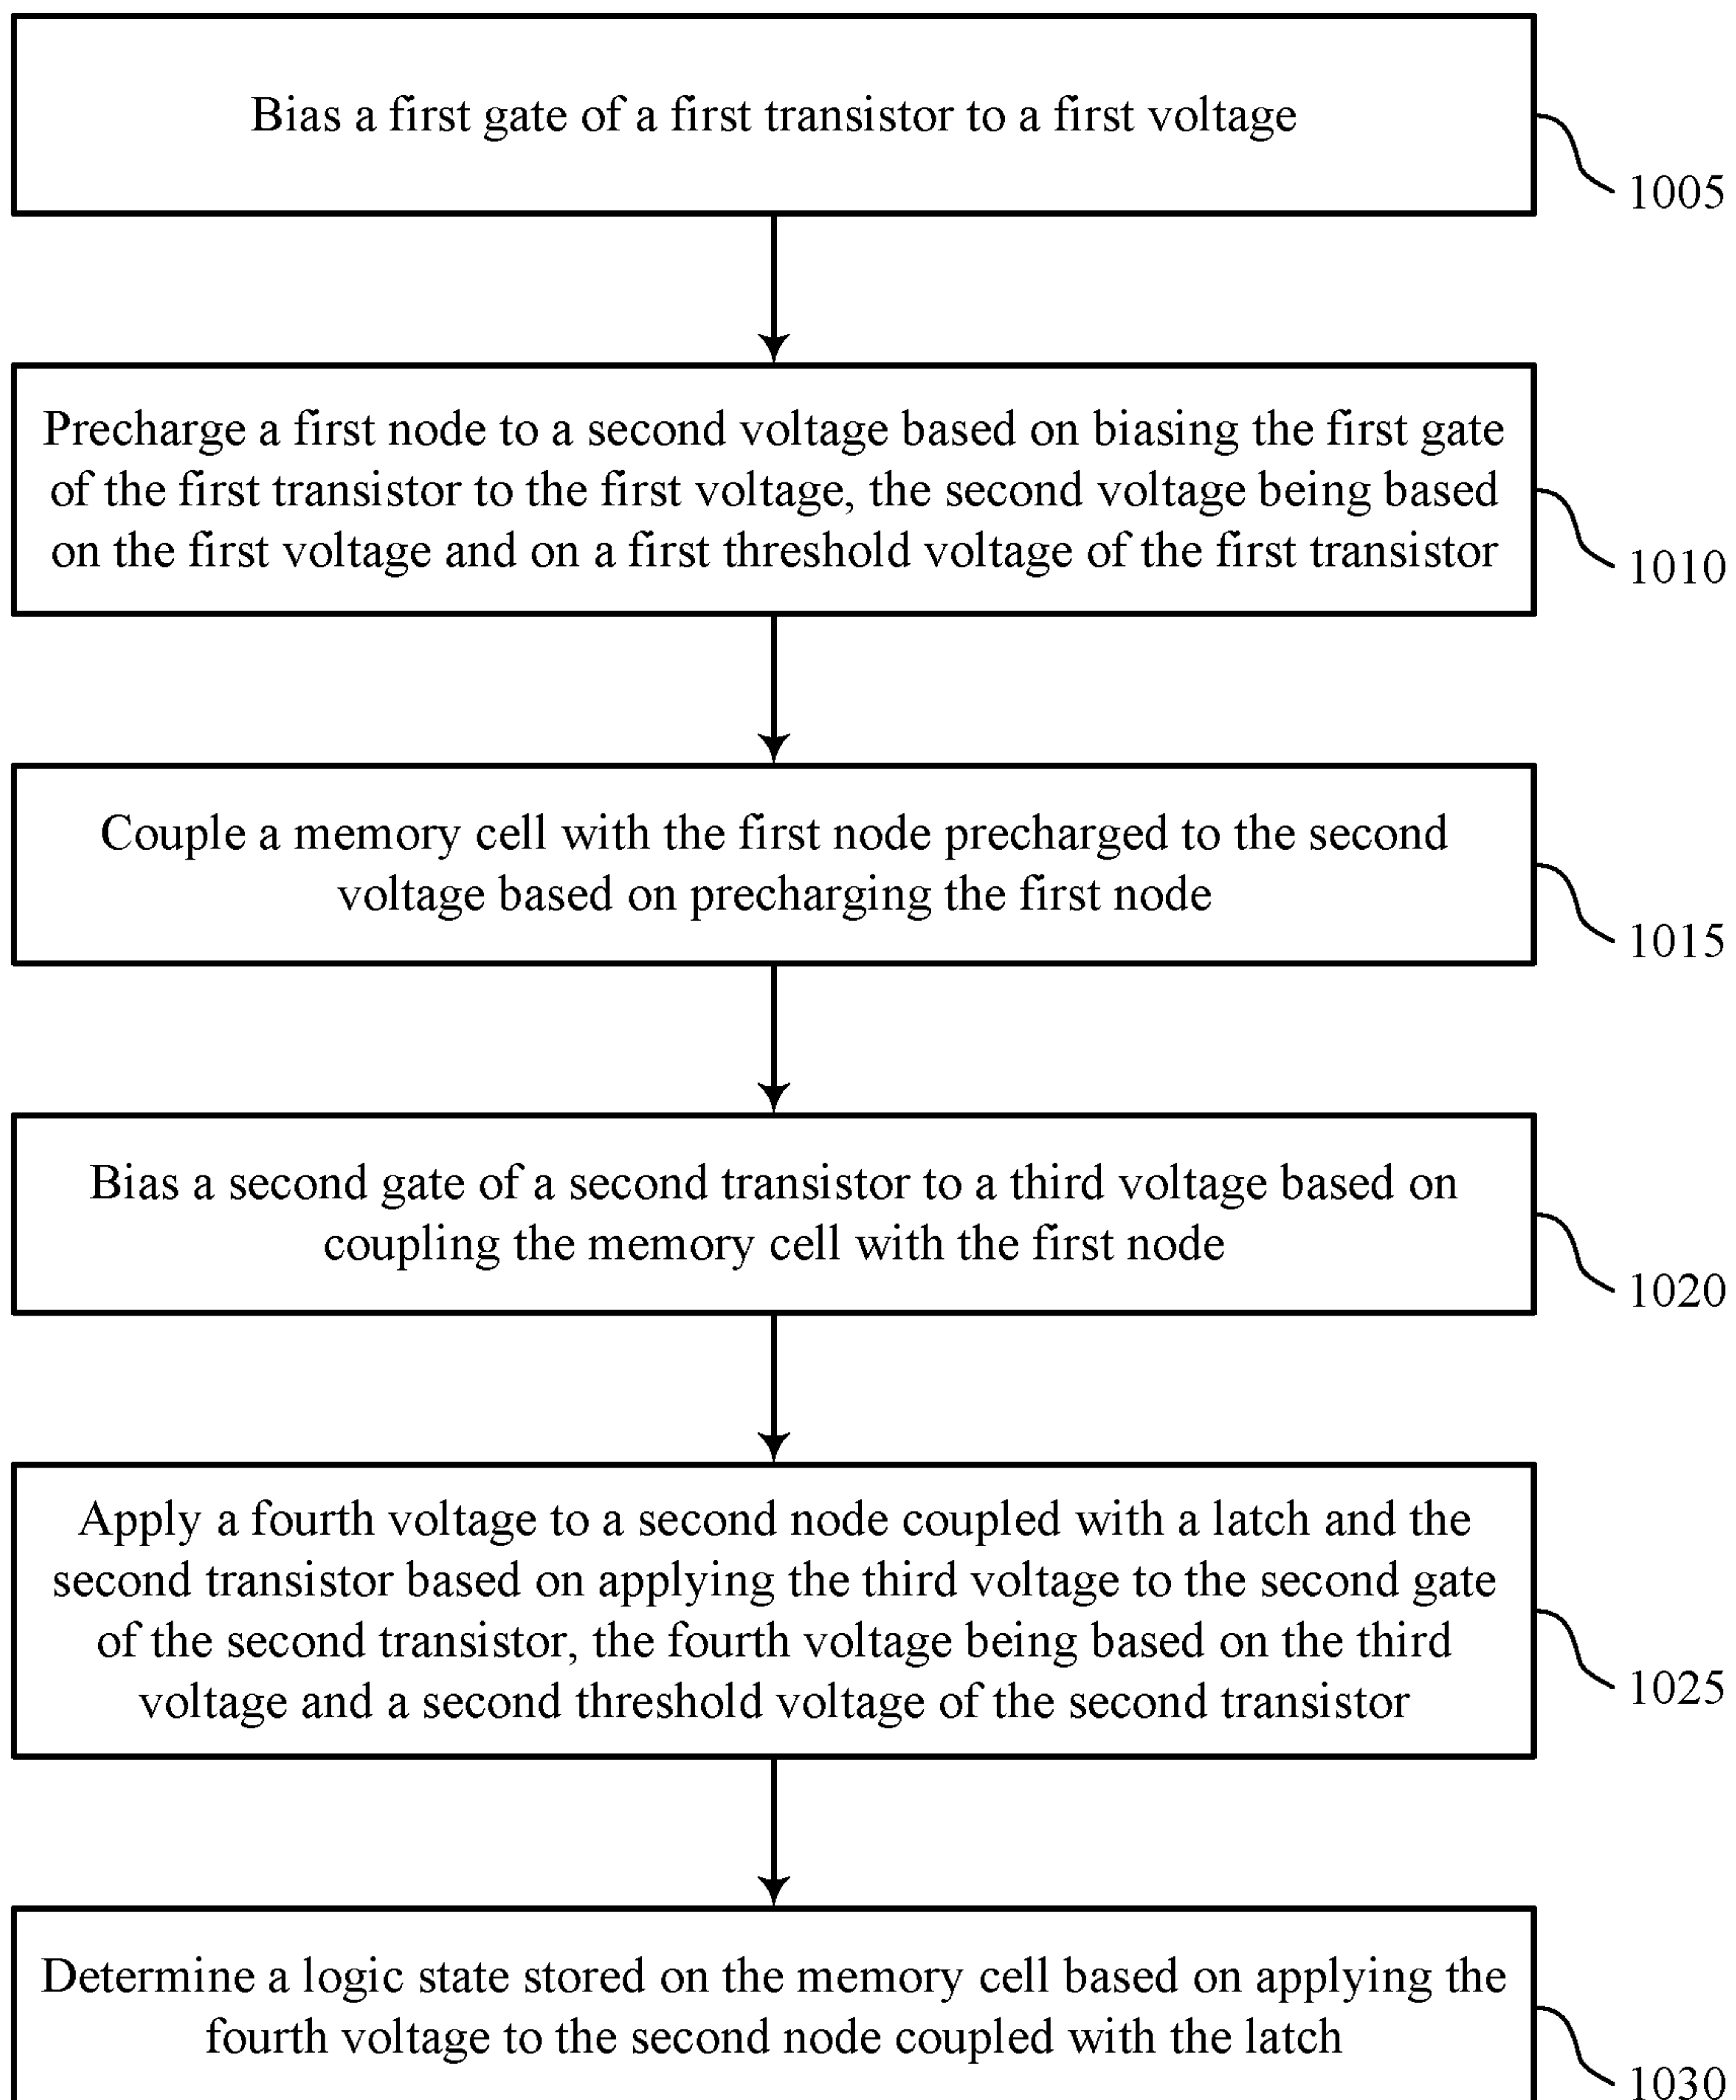 Bias a first gate of a first transistor to a first voltage
1005
Precharge a first node to a second voltage based on biasing the first gate
of the first transistor to the first voltage, the second voltage being based
on the first voltage and on a first threshold voltage of the first transistor
1010
Couple a memory cell with the first node precharged to the second
voltage based on precharging the first node
1015
Bias a second gate of a second transistor to a third voltage based on
coupling the memory cell with the first node
1020
Apply a fourth voltage to a second node coupled with a latch and the
second transistor based on applying the third voltage to the second gate
of the second transistor, the fourth voltage being based on the third
voltage and a second threshold voltage of the second transistor
1025
Determine a logic state stored on the memory cell based on applying the
fourth voltage to the second node coupled with the latch
1030